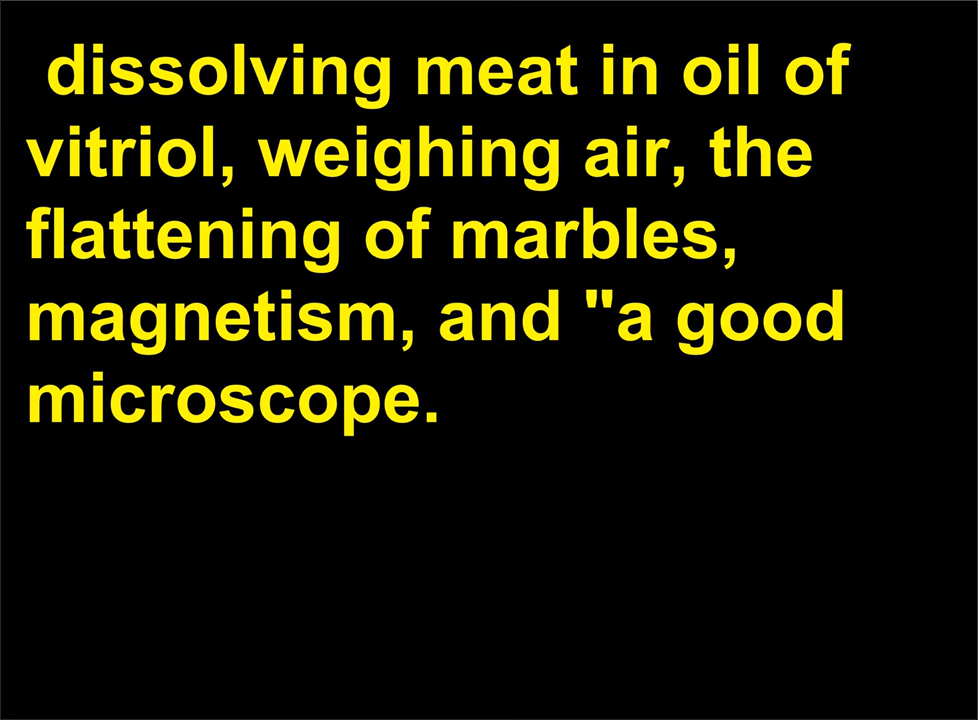 dissolving meat in oil of
vitriol, weighing air, the
flattening of marbles,
magnetism, and "a good
microscope.